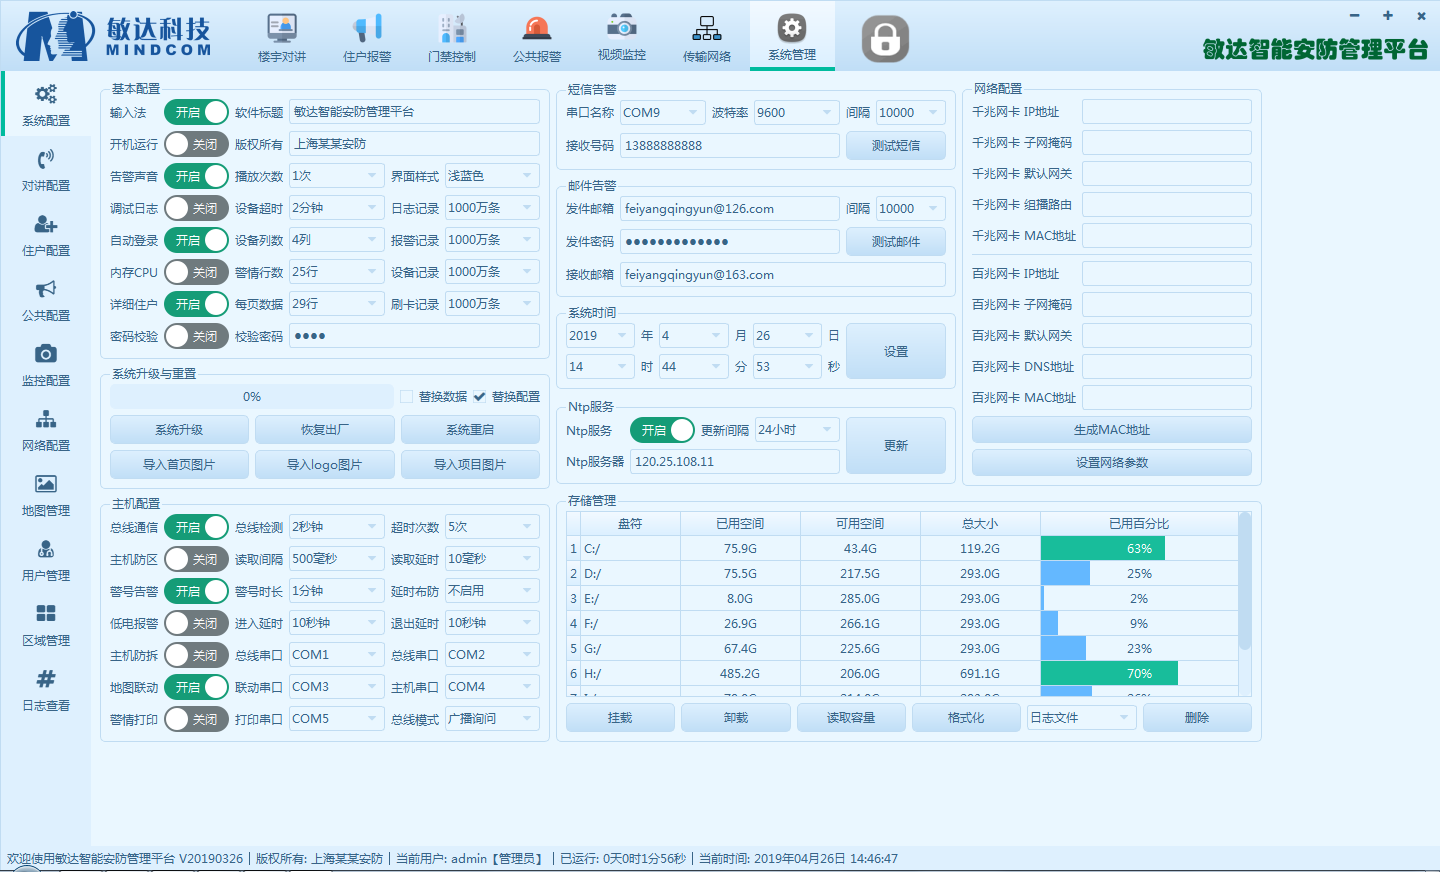 敏达科技
MINDCOM
楼宇对讲 住户报警 门禁控制 公共报警 视频监控 传输网络 系统管理
敏达智能安防管理平台
系统配置
对讲配置
住户配置
公共配置
监控配置
网络配置
地图管理
用户管理
区域管理
日志查看
基本配置
输入法 开启 软件标题 敏达智能安防管理平台
开机运行 关闭 版权所有 上海某某安防
告警声音 开启 播放次数 1次 界面样式 浅蓝色
调试日志 关闭 设备超时 2分钟 日志记录 1000万条
自动登录 开启 设备列数 4列 报警记录 1000万条
内存CPU 关闭 警情行数 25行 设备记录 1000万条
详细住户 开启 每页数据 29行 刷卡记录 1000万条
密码校验 关闭 校验密码 ●●●●
系统升级与重置
0% 替换数据 替换配置
系统升级 恢复出厂 系统重启
导入首页图片 导入logo图片 导入项目图片
主机配置
总线通信 开启 总线检测 2秒钟 超时次数 5次
主机防区 关闭 读取间隔 500毫秒 读取延时 10毫秒
警号告警 开启 警号时长 1分钟 延时布防 不启用
低电报警 关闭 进入延时 10秒钟 退出延时 10秒钟
主机防拆 关闭 总线串口 COM1 总线串口 COM2
地图联动 开启 联动串口 COM3 主机串口 COM4
警情打印 关闭 打印串口 COM5 总线模式 广播询问
短信告警
串口名称 COM9 波特率 9600 间隔 10000
接收号码 13888888888 测试短信
邮件告警
发件邮箱 feiyangqingyun@126.com 间隔 10000
发件密码 ●●●●●●●●●●●●● 测试邮件
接收邮箱 feiyangqingyun@163.com
系统时间
2019 年 4 月 26 日 设置
14 时 44 分 53 秒
Ntp服务
Ntp服务 开启 更新间隔 24小时 更新
Ntp服务器 120.25.108.11
网络配置
千兆网卡 IP地址
千兆网卡 子网掩码
千兆网卡 默认网关
千兆网卡 组播路由
千兆网卡 MAC地址
百兆网卡 IP地址
百兆网卡 子网掩码
百兆网卡 默认网关
百兆网卡 DNS地址
百兆网卡 MAC地址
生成MAC地址
设置网络参数
存储管理
盘符 已用空间 可用空间 总大小 已用百分比
1 C:/ 75.9G 43.4G 119.2G 63%
2 D:/ 75.5G 217.5G 293.0G 25%
3 E:/ 8.0G 285.0G 293.0G 2%
4 F:/ 26.9G 266.1G 293.0G 9%
5 G:/ 67.4G 225.6G 293.0G 23%
6 H:/ 485.2G 206.0G 691.1G 70%
挂载 卸载 读取容量 格式化 日志文件 删除
欢迎使用敏达智能安防管理平台 V20190326 | 版权所有: 上海某某安防 | 当前用户: admin【管理员】 | 已运行: 0天0时1分56秒 | 当前时间: 2019年04月26日 14:46:47